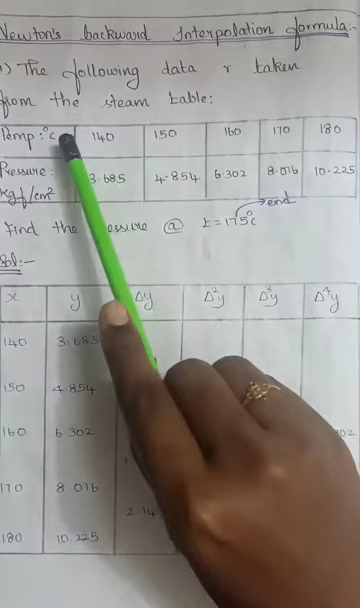 Newton's backward Interpolation formula:-
1) The following data r taken
from the steam table:
Temp:°c 140 150 160 170 180
Pressure: 3.685 4.854 6.302 8.016 10.225
kgf/cm²
Find the essure @ t=175°c end
Sol:-
x y Δy Δ²y Δ³y Δ⁴y
140 3.685
150 4.854
160 6.302 02
170 8.016
2.14
180 10.225